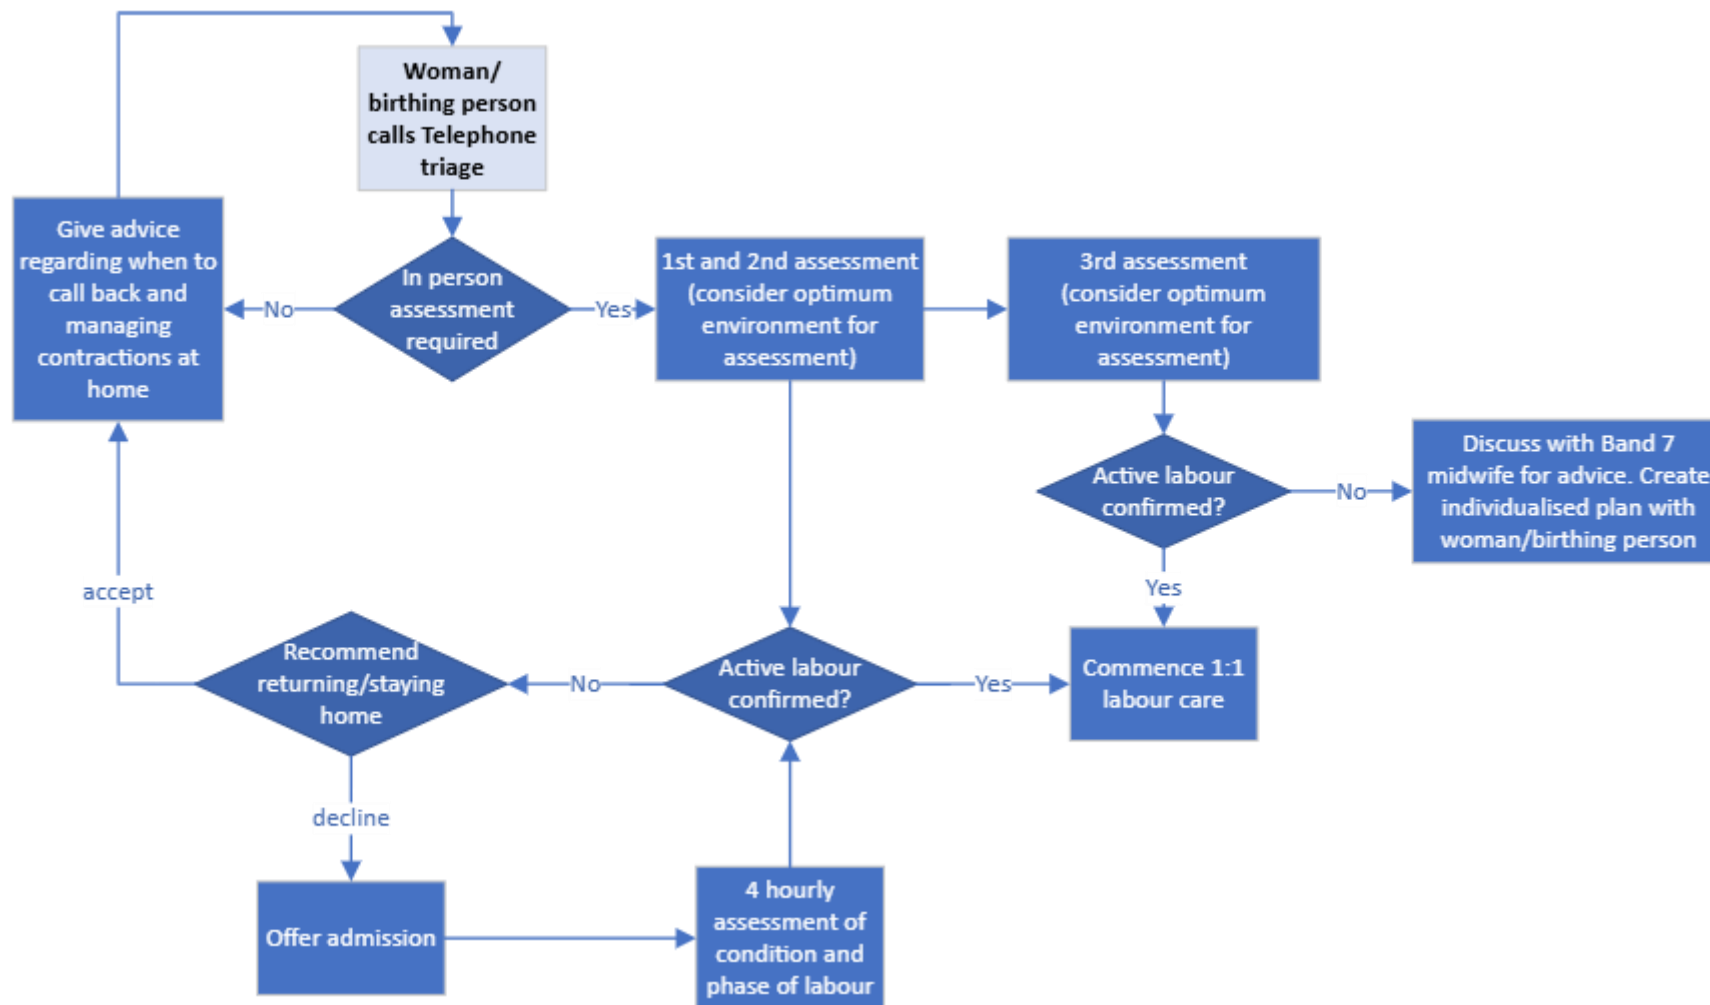 Woman/
birthing person
calls Telephone
triage
Give advice
regarding when to
call back and
managing
contractions at
home
No
In person
assessment
required
Yes
1st and 2nd assessment
(consider optimum
environment for
assessment)
3rd assessment
(consider optimum
environment for
assessment)
Active labour
confirmed?
No
Discuss with Band 7
midwife for advice. Create
individualised plan with
woman/birthing person
Yes
accept
Recommend
returning/staying
home
No
Active labour
confirmed?
Yes
Commence 1:1
labour care
decline
Offer admission
4 hourly
assessment of
condition and
phase of labour